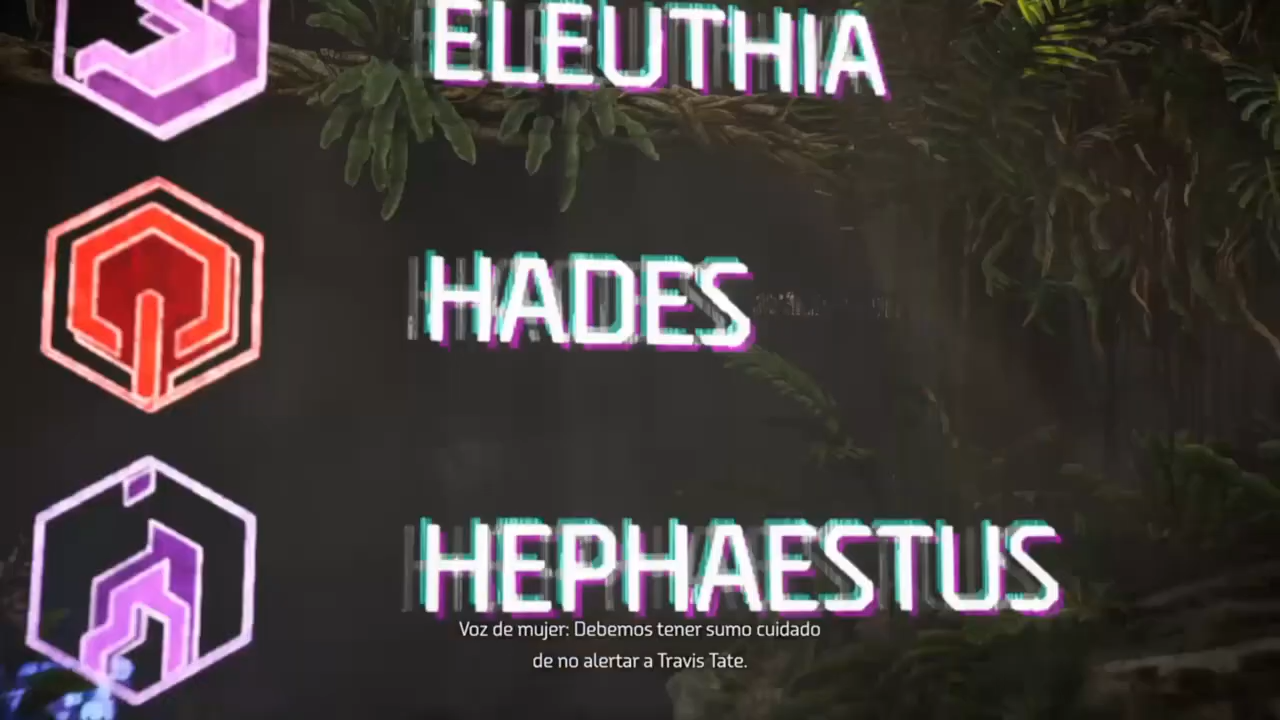 ELEUTHIA
HADES
HEPHAESTUS
Voz de mujer: Debemos tener sumo cuidado
de no alertar a Travis Tate.